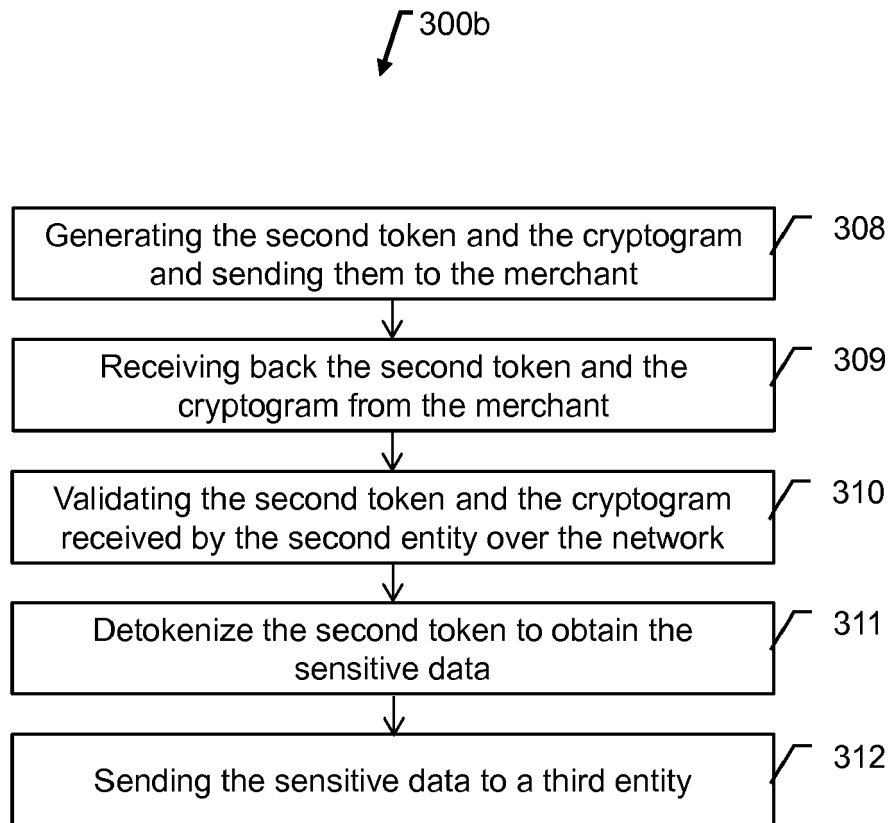 300b
Generating the second token and the cryptogram
and sending them to the merchant
308
Receiving back the second token and the
cryptogram from the merchant
309
Validating the second token and the cryptogram
received by the second entity over the network
310
Detokenize the second token to obtain the
sensitive data
311
Sending the sensitive data to a third entity
312